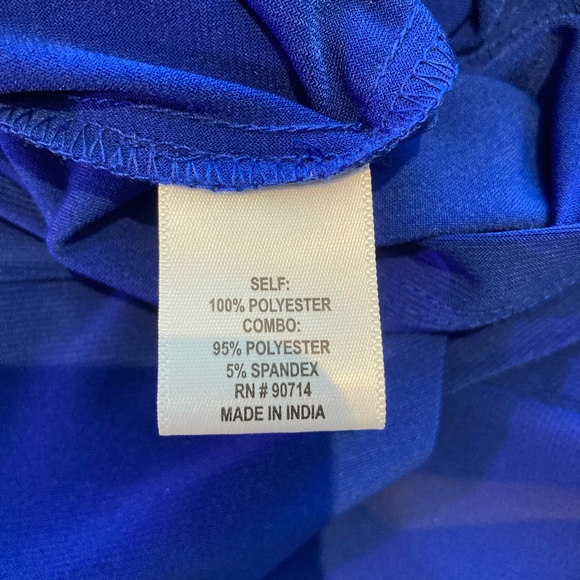 SELF:
100% POLYESTER
COMBO:
95% POLYESTER
5% SPANDEX
RN # 90714
MADE IN INDIA